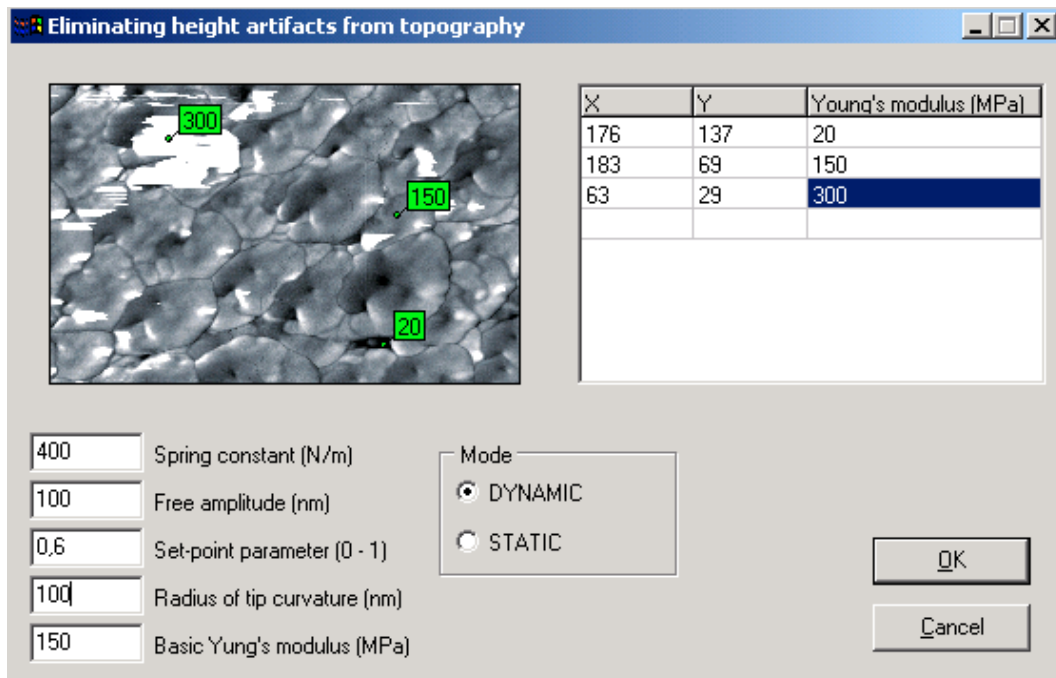 Eliminating height artifacts from topography
300
150
20
X Y Young's modulus (MPa)
176 137 20
183 69 150
63 29 300
400 Spring constant (N/m)
100 Free amplitude (nm)
0,6 Set-point parameter (0 - 1)
100 Radius of tip curvature (nm)
150 Basic Yung's modulus (MPa)
Mode
DYNAMIC
STATIC
OK
Cancel